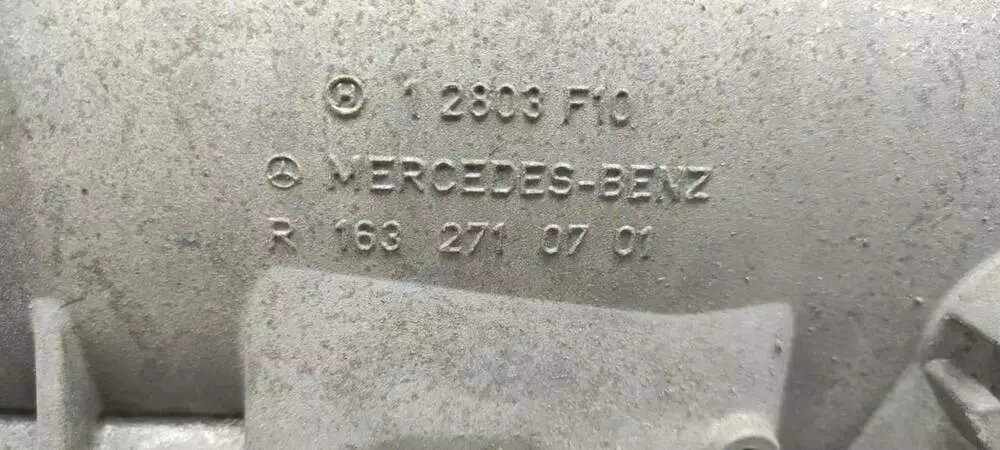 1 2803 F10
MERCEDES-BENZ
R 163 271 07 01